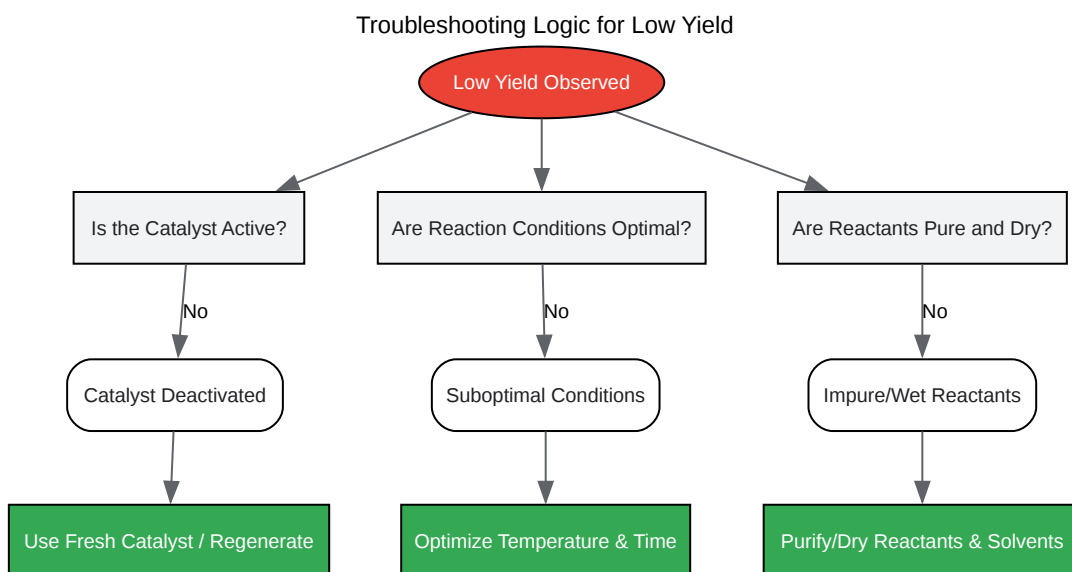 Troubleshooting Logic for Low Yield
Low Yield Observed
Is the Catalyst Active?
Are Reaction Conditions Optimal?
Are Reactants Pure and Dry?
No
No
No
Catalyst Deactivated
Suboptimal Conditions
Impure/Wet Reactants
Use Fresh Catalyst / Regenerate
Optimize Temperature & Time
Purify/Dry Reactants & Solvents